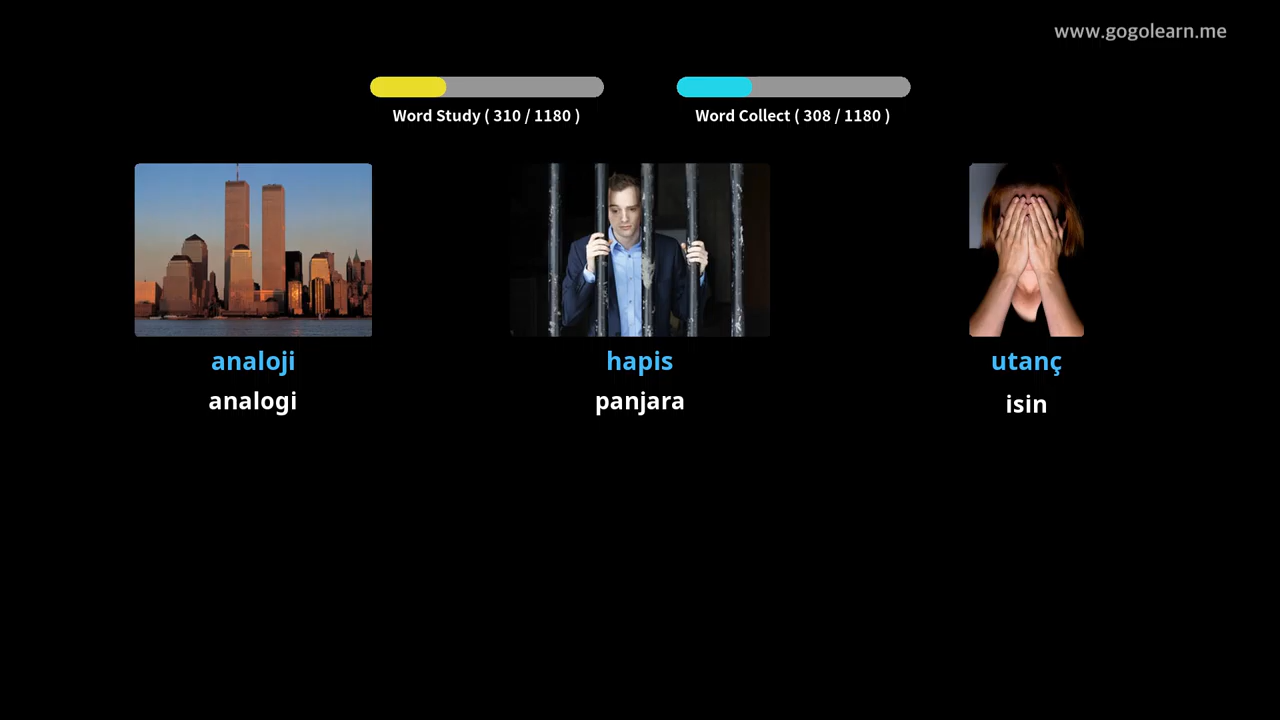 www.gogolearn.me
Word Study ( 310 / 1180 )
Word Collect ( 308 / 1180 )
analoji
hapis
utanç
analogi
panjara
isin